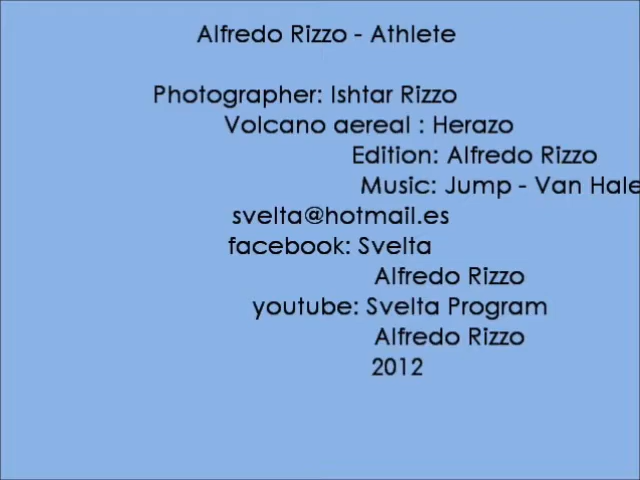 Alfredo Rizzo - Athlete
Photographer: Ishtar Rizzo
Volcano aereal : Herazo
Edition: Alfredo Rizzo
Music: Jump - Van Hale
svelta@hotmail.es
facebook: Svelta
Alfredo Rizzo
youtube: Svelta Program
Alfredo Rizzo
2012